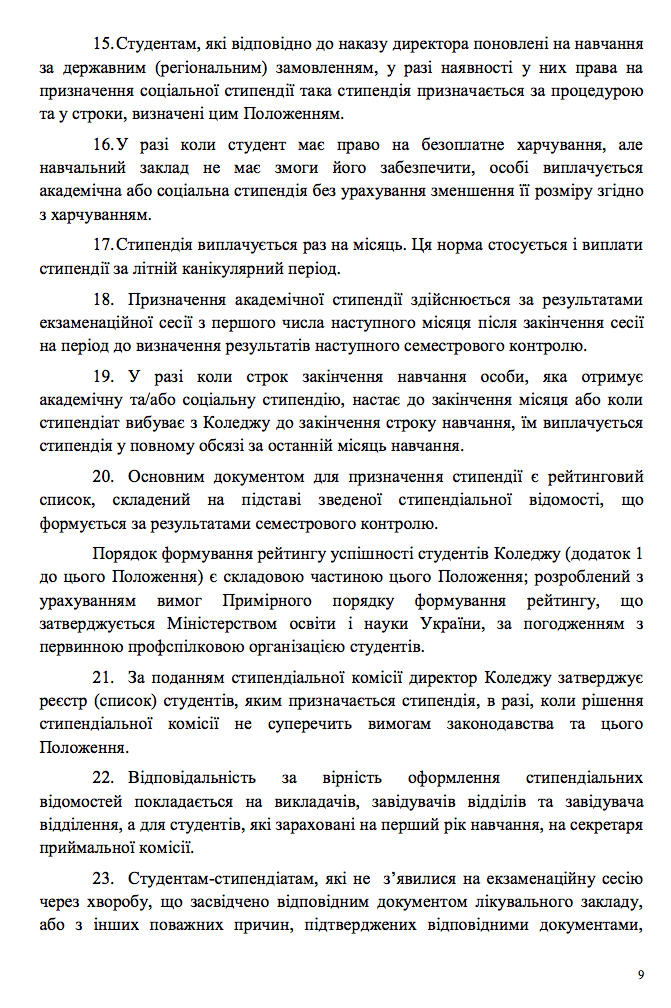 15.Студентам, які відповідно до наказу директора поновлені на навчання
за державним (регіональним) замовленням, у разі наявності у них права на
призначення соціальної стипендії така стипендія призначається за процедурою
та у строки, визначені цим Положенням.
16.У разі коли студент має право на безоплатне харчування, але
навчальний заклад не має змоги його забезпечити, особі виплачується
академічна або соціальна стипендія без урахування зменшення її розміру згідно
з харчуванням.
17.Стипендія виплачується раз на місяць. Ця норма стосується і виплати
стипендії за літній канікулярний період.
18. Призначення академічної стипендії здійснюється за результатами
екзаменаційної сесії з першого числа наступного місяця після закінчення сесії
на період до визначення результатів наступного семестрового контролю.
19. У разі коли строк закінчення навчання особи, яка отримує
академічну та/або соціальну стипендію, настає до закінчення місяця або коли
стипендіат вибуває з Коледжу до закінчення строку навчання, їм виплачується
стипендія у повному обсязі за останній місяць навчання.
20. Основним документом для призначення стипендії є рейтинговий
список, складений на підставі зведеної стипендіальної відомості, що
формується за результатами семестрового контролю.
Порядок формування рейтингу успішності студентів Коледжу (додаток 1
до цього Положення) є складовою частиною цього Положення; розроблений з
урахуванням вимог Примірного порядку формування рейтингу, що
затверджується Міністерством освіти і науки України, за погодженням з
первинною профспілковою організацією студентів.
21. За поданням стипендіальної комісії директор Коледжу затверджує
реєстр (список) студентів, яким призначається стипендія, в разі, коли рішення
стипендіальної комісії не суперечить вимогам законодавства та цього
Положення.
22. Відповідальність за вірність оформлення стипендіальних
відомостей покладається на викладачів, завідувачів відділів та завідувача
відділення, а для студентів, які зараховані на перший рік навчання, на секретаря
приймальної комісії.
23. Студентам-стипендіатам, які не з’явилися на екзаменаційну сесію
через хворобу, що засвідчено відповідним документом лікувального закладу,
або з інших поважних причин, підтверджених відповідними документами,
9